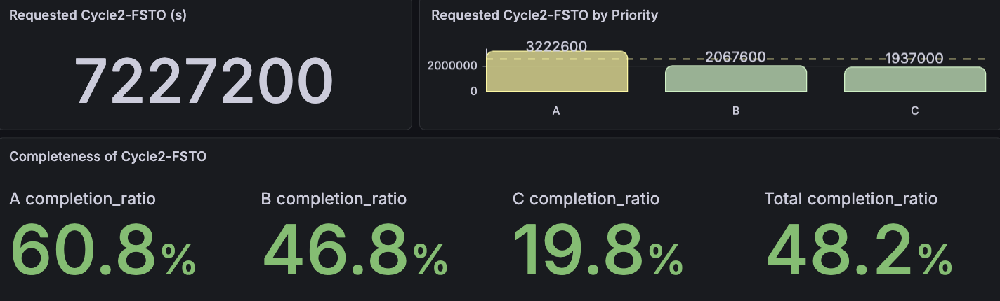 Requested Cycle2-FSTO (s)
7227200
Requested Cycle2-FSTO by Priority
3222600
2067600
1937000
2000000
0
A
B
C
Completeness of Cycle2-FSTO
A completion_ratio
60.8%
B completion_ratio
46.8%
C completion_ratio
19.8%
Total completion_ratio
48.2%